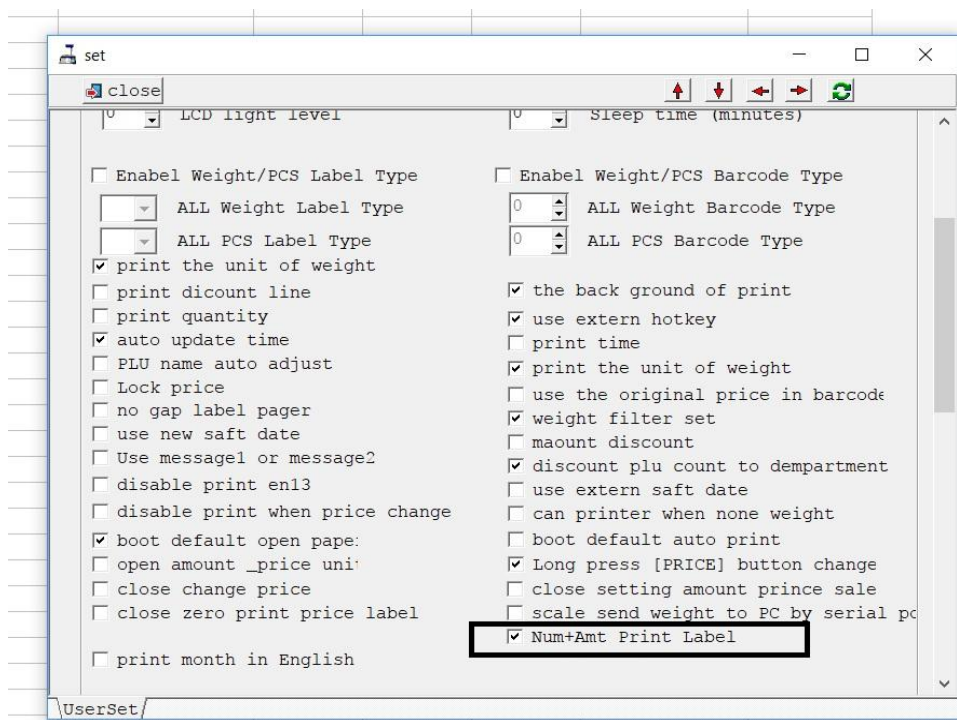 set
close
0 LCD light level
0 Sleep time (minutes)
Enabel Weight/PCS Label Type
Enabel Weight/PCS Barcode Type
ALL Weight Label Type
0 ALL Weight Barcode Type
ALL PCS Label Type
0 ALL PCS Barcode Type
print the unit of weight
print dicount line
the back ground of print
print quantity
use extern hotkey
auto update time
print time
PLU name auto adjust
print the unit of weight
Lock price
use the original price in barcode
no gap label pager
weight filter set
use new saft date
maount discount
Use message1 or message2
discount plu count to dempartment
disable print en13
use extern saft date
disable print when price change
can printer when none weight
boot default open pape
boot default auto print
open amount _price uni
Long press [PRICE] button change
close change price
close setting amount prince sale
close zero print price label
scale send weight to PC by serial po
Num+Amt Print Label
print month in English
UserSet